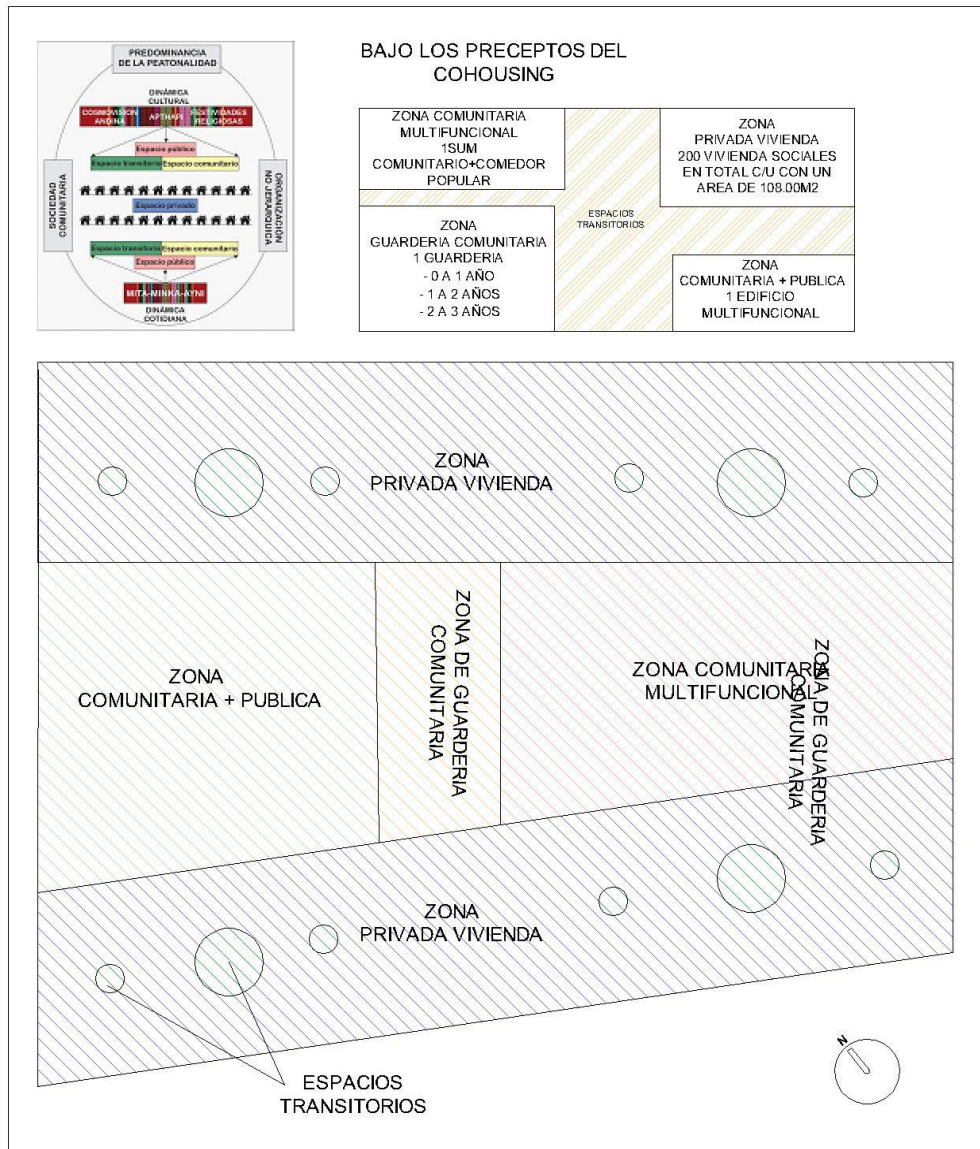 PREDOMINANCIA
DE LA PEATONALIDAD
DINÁMICA
CULTURAL
COSMOVISION
ANDINA
APTHAPI
FESTIVIDADES
RELIGIOSAS
Espacio público
Espacio transitorio
Espacio comunitario
SOCIEDAD
COMUNITARIA
Espacio privado
ORGANIZACIÓN
NO JERARQUICA
Espacio transitorio
Espacio comunitario
Espacio público
MITA-MINKA-AYNI
DINÁMICA
COTIDIANA
BAJO LOS PRECEPTOS DEL
COHOUSING
ZONA COMUNITARIA
MULTIFUNCIONAL
1SUM
COMUNITARIO+COMEDOR
POPULAR
ZONA
PRIVADA VIVIENDA
200 VIVIENDA SOCIALES
EN TOTAL C/U CON UN
AREA DE 108.00M2
ESPACIOS
TRANSITORIOS
ZONA
GUARDERIA COMUNITARIA
1 GUARDERIA
- 0 A 1 AÑO
- 1 A 2 AÑOS
- 2 A 3 AÑOS
ZONA
COMUNITARIA + PUBLICA
1 EDIFICIO
MULTIFUNCIONAL
ZONA
PRIVADA VIVIENDA
ZONA
COMUNITARIA + PUBLICA
ZONA DE GUARDERIA
COMUNITARIA
ZONA COMUNITARIA
MULTIFUNCIONAL
ZONA DE GUARDERIA
COMUNITARIA
ZONA
PRIVADA VIVIENDA
ESPACIOS
TRANSITORIOS
N